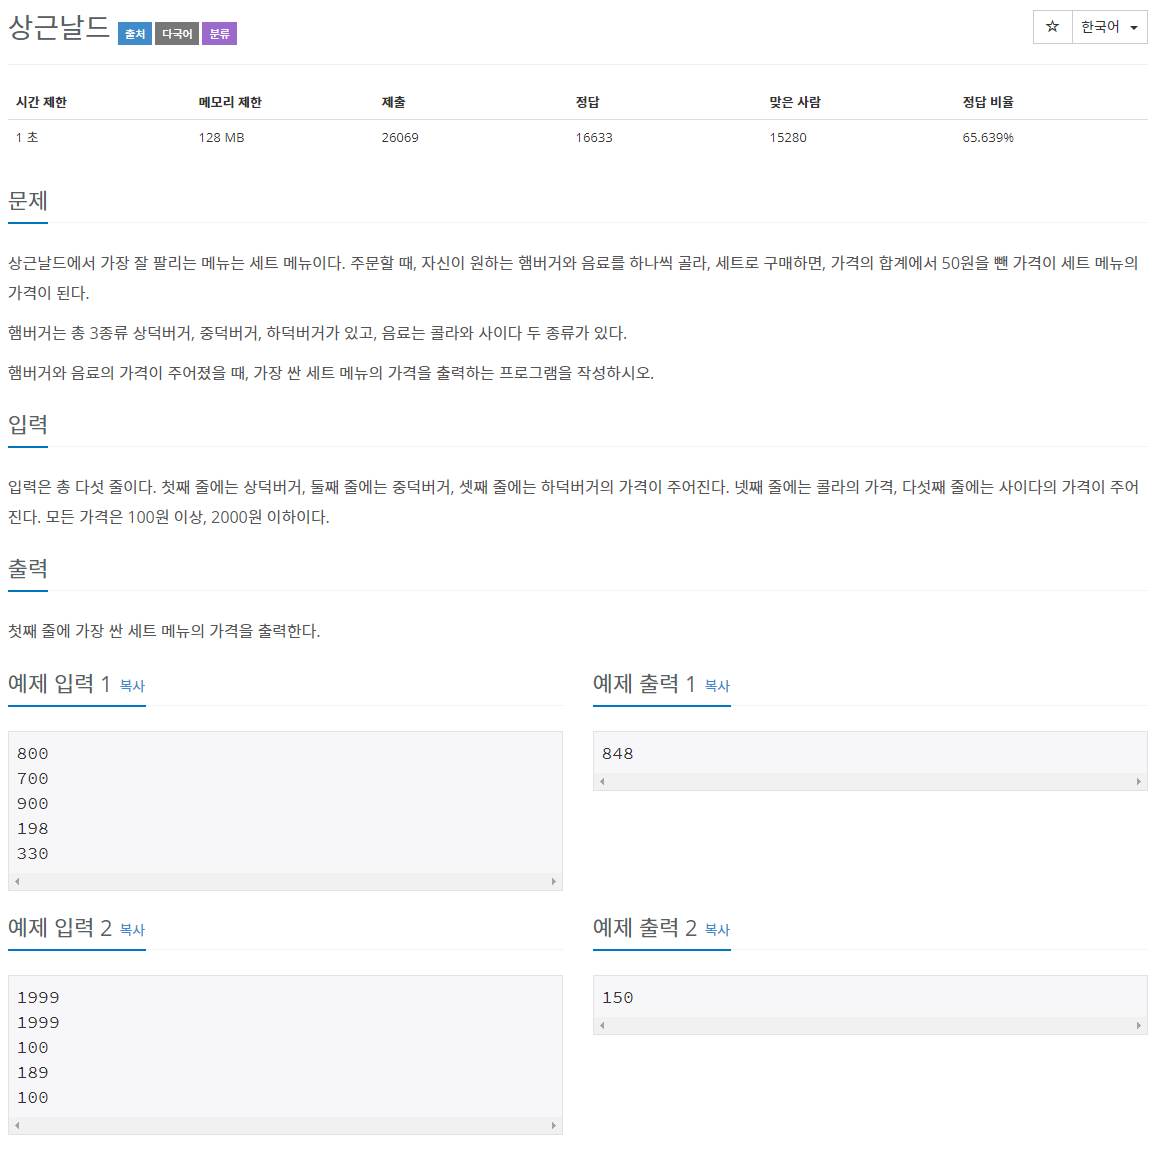 상근날드 출처 다국어 분류 ☆ 한국어
시간 제한 메모리 제한 제출 정답 맞은 사람 정답 비율
1 초 128 MB 26069 16633 15280 65.639%
문제
상근날드에서 가장 잘 팔리는 메뉴는 세트 메뉴이다. 주문할 때, 자신이 원하는 햄버거와 음료를 하나씩 골라, 세트로 구매하면, 가격의 합계에서 50원을 뺀 가격이 세트 메뉴의
가격이 된다.
햄버거는 총 3종류 상덕버거, 중덕버거, 하덕버거가 있고, 음료는 콜라와 사이다 두 종류가 있다.
햄버거와 음료의 가격이 주어졌을 때, 가장 싼 세트 메뉴의 가격을 출력하는 프로그램을 작성하시오.
입력
입력은 총 다섯 줄이다. 첫째 줄에는 상덕버거, 둘째 줄에는 중덕버거, 셋째 줄에는 하덕버거의 가격이 주어진다. 넷째 줄에는 콜라의 가격, 다섯째 줄에는 사이다의 가격이 주어
진다. 모든 가격은 100원 이상, 2000원 이하이다.
출력
첫째 줄에 가장 싼 세트 메뉴의 가격을 출력한다.
예제 입력 1 복사
800
700
900
198
330
예제 출력 1 복사
848
예제 입력 2 복사
1999
1999
100
189
100
예제 출력 2 복사
150